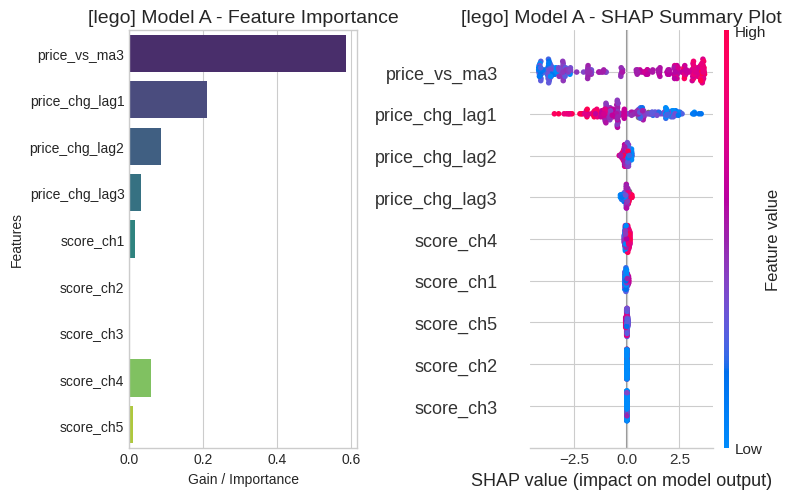 [lego] Model A - Feature Importance
price_vs_ma3
price_chg_lag1
price_chg_lag2
price_chg_lag3
score_ch1
score_ch2
score_ch3
score_ch4
score_ch5
Features
0.0 0.2 0.4 0.6
Gain / Importance
[lego] Model A - SHAP Summary Plot
price_vs_ma3
price_chg_lag1
price_chg_lag2
price_chg_lag3
score_ch4
score_ch1
score_ch5
score_ch2
score_ch3
−2.5 0.0 2.5
SHAP value (impact on model output)
High
Feature value
Low